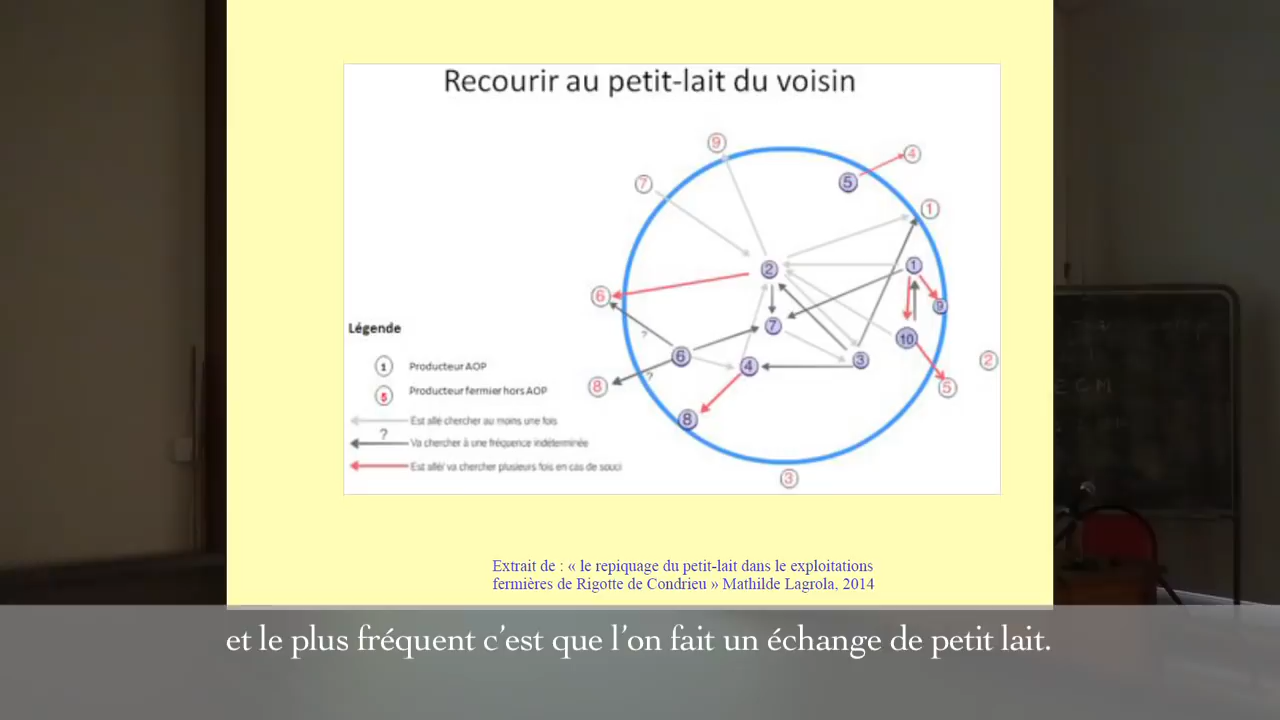 Recourir au petit-lait du voisin
9
4
7
5
1
2
1
6
9
7
10
6
4
3
2
8
5
8
3
?
?
Légende
1 Producteur AOP
5 Producteur fermier hors AOP
Est allé chercher au moins une fois
?
Va chercher à une fréquence indéterminée
Est allé/ va chercher plusieurs fois en cas de souci
Extrait de : « le repiquage du petit-lait dans le exploitations
fermières de Rigotte de Condrieu » Mathilde Lagrola, 2014
et le plus fréquent c’est que l’on fait un échange de petit lait.